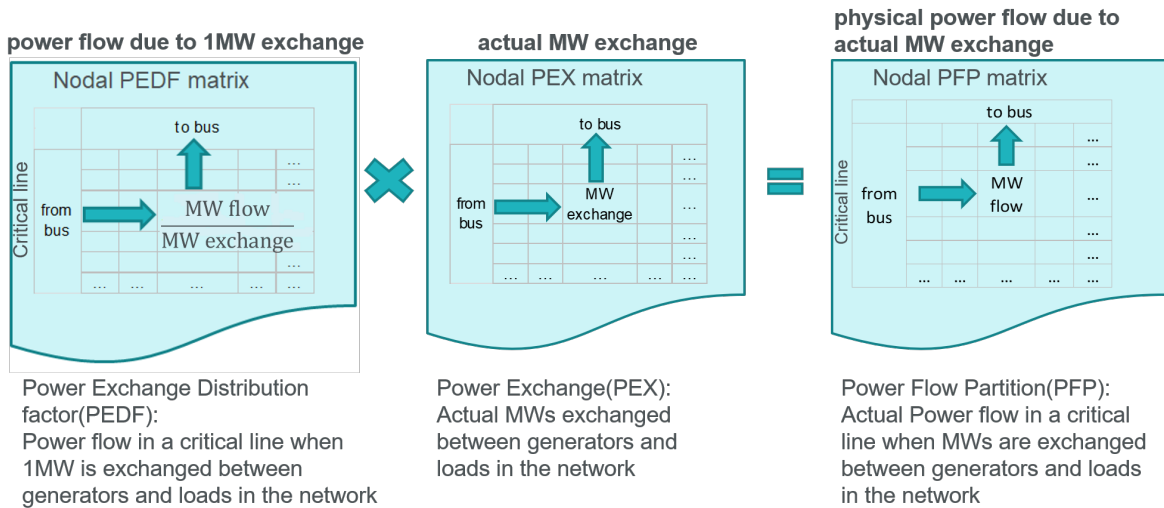 power flow due to 1MW exchange
Nodal PEDF matrix
Critical line
to bus
from
bus
MW flow
MW exchange
...
...
...
... ... ... ... ...
Power Exchange Distribution
factor(PEDF):
Power flow in a critical line when
1MW is exchanged between
generators and loads in the network
actual MW exchange
Nodal PEX matrix
to bus
from
bus
MW
exchange
...
...
...
...
...
... ... ... ... ...
Power Exchange(PEX):
Actual MWs exchanged
between generators and
loads in the network
physical power flow due to
actual MW exchange
Nodal PFP matrix
Critical line
to bus
from
bus
MW
flow
...
...
...
...
...
... ... ... ... ...
Power Flow Partition(PFP):
Actual Power flow in a critical
line when MWs are exchanged
between generators and loads
in the network